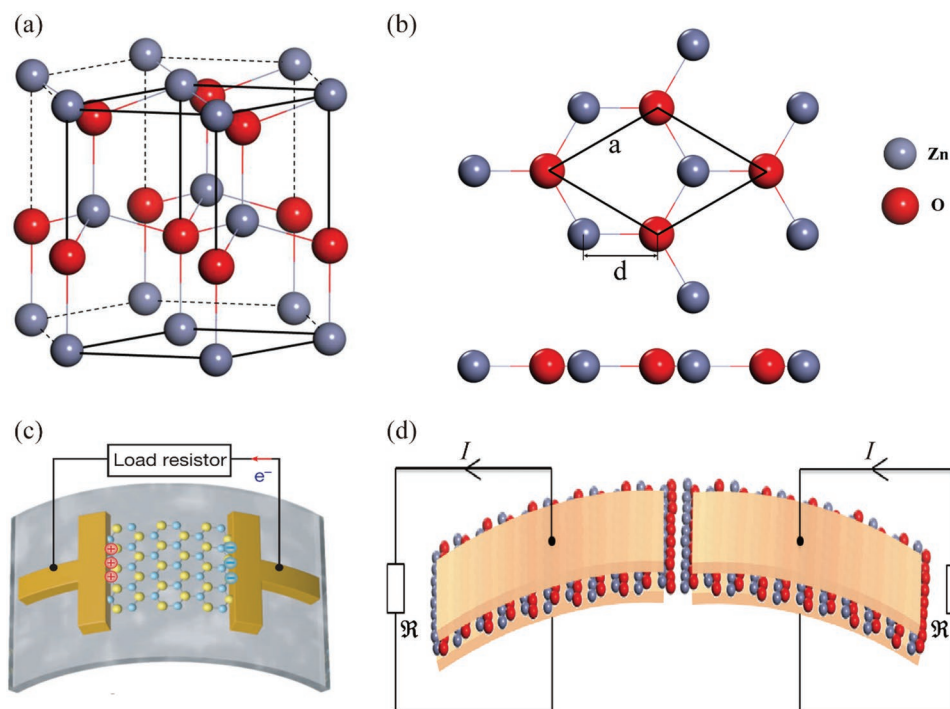 (a)
(b)
a
d
Zn
O
(c)
Load resistor
e⁻
+
+
+
−
−
−
(d)
I
I
ℜ
ℜ